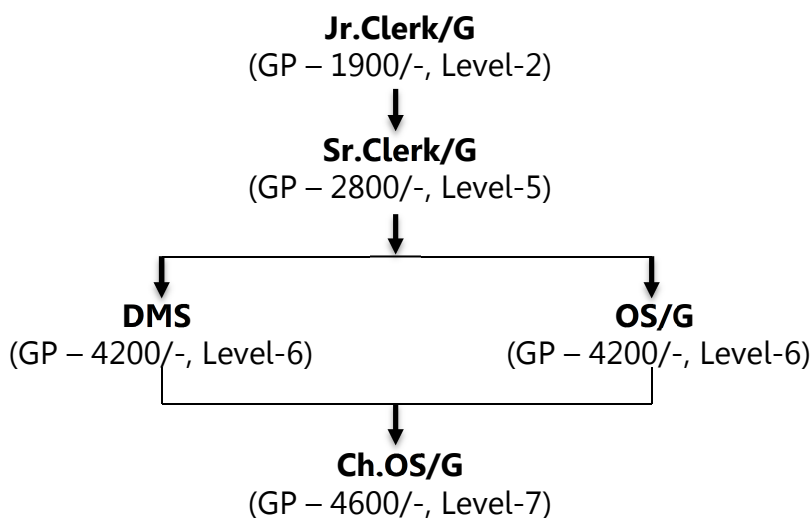 Jr.Clerk/G
(GP – 1900/-, Level-2)
Sr.Clerk/G
(GP – 2800/-, Level-5)
DMS
(GP – 4200/-, Level-6)
OS/G
(GP – 4200/-, Level-6)
Ch.OS/G
(GP – 4600/-, Level-7)